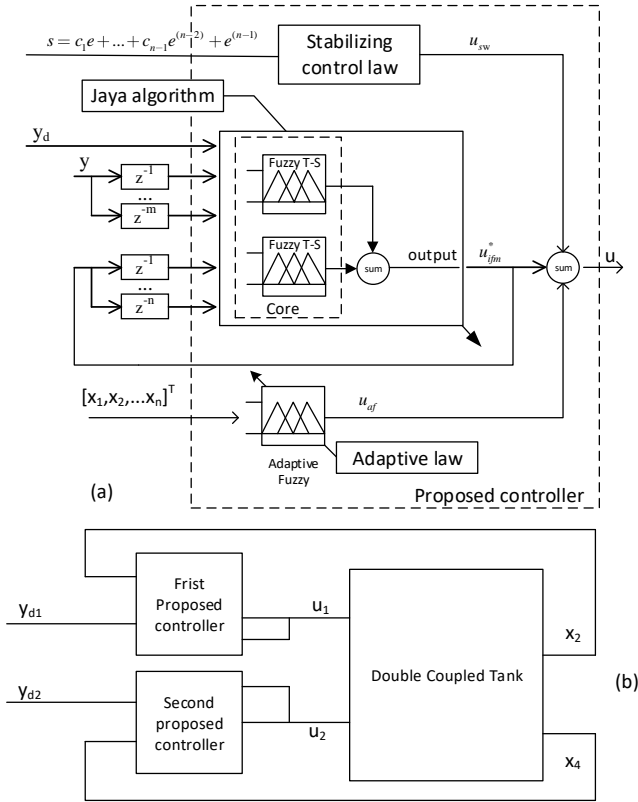 s = c₁e + ... + cₙ₋₁e⁽ⁿ⁻²⁾ + e⁽ⁿ⁻¹⁾
Stabilizing
control law
u_sw
Jaya algorithm
y_d
y
z⁻¹
...
z⁻ᵐ
z⁻¹
...
z⁻ⁿ
Fuzzy T-S
Fuzzy T-S
Core
sum
output
u*_ifm
sum
u
[x₁,x₂,...xₙ]ᵀ
u_af
Adaptive
Fuzzy
Adaptive law
Proposed controller
(a)
y_d1
Frist
Proposed
controller
u₁
y_d2
Second
proposed
controller
u₂
Double Coupled Tank
x₂
x₄
(b)